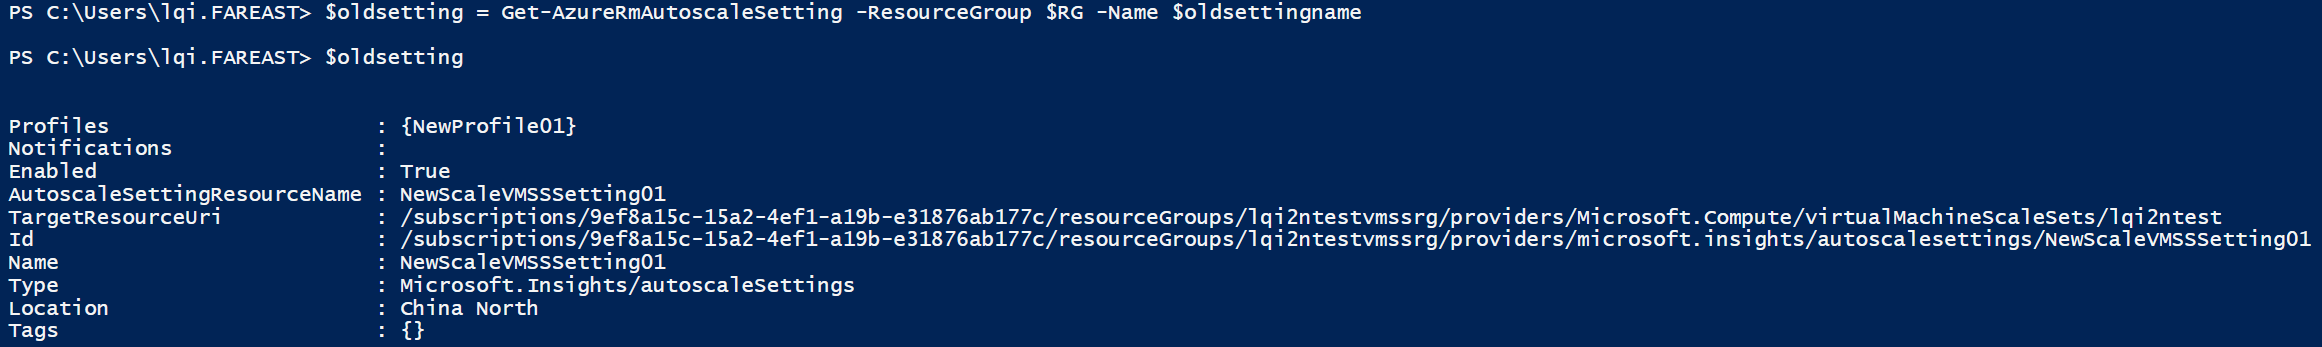 PS C:\Users\lqi.FAREAST> $oldsetting = Get-AzureRmAutoscaleSetting -ResourceGroup $RG -Name $oldsettingname
PS C:\Users\lqi.FAREAST> $oldsetting
Profiles : {NewProfile01}
Notifications :
Enabled : True
AutoscaleSettingResourceName : NewScaleVMSSSetting01
TargetResourceUri : /subscriptions/9ef8a15c-15a2-4ef1-a19b-e31876ab177c/resourceGroups/lqi2ntestvmssrg/providers/Microsoft.Compute/virtualMachineScaleSets/lqi2ntest
Id : /subscriptions/9ef8a15c-15a2-4ef1-a19b-e31876ab177c/resourceGroups/lqi2ntestvmssrg/providers/microsoft.insights/autoscalesettings/NewScaleVMSSSetting01
Name : NewScaleVMSSSetting01
Type : Microsoft.Insights/autoscaleSettings
Location : China North
Tags : {}